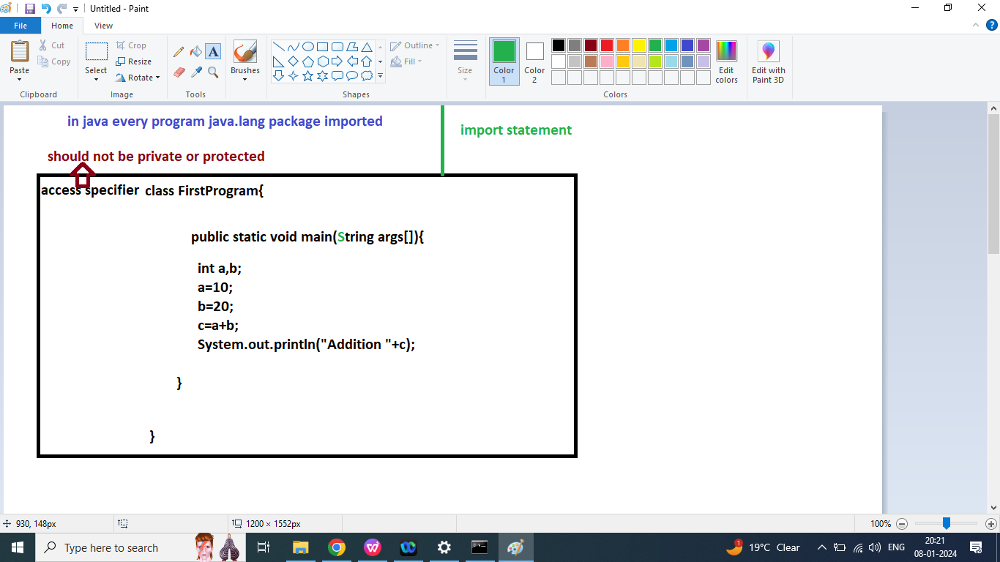 Untitled - Paint
File Home View
Paste Cut Copy Clipboard
Select Crop Resize Rotate Image
Tools
Brushes
Outline Fill Shapes
Size
Color 1 Color 2 Edit colors Colors
Edit with Paint 3D
in java every program java.lang package imported
import statement
should not be private or protected
access specifier class FirstProgram{
public static void main(String args[]){
int a,b;
a=10;
b=20;
c=a+b;
System.out.println("Addition "+c);
}
}
930, 148px 1200 × 1552px 100%
Type here to search 19°C Clear ENG 20:21
08-01-2024